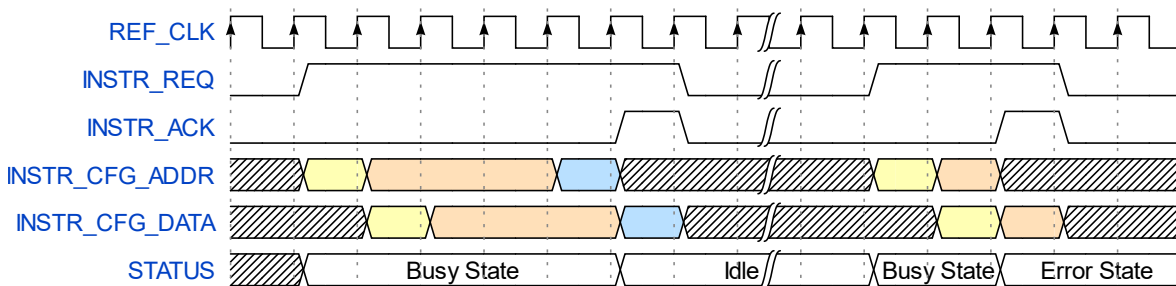 REF_CLK
INSTR_REQ
INSTR_ACK
INSTR_CFG_ADDR
INSTR_CFG_DATA
STATUS Busy State Idle Busy State Error State